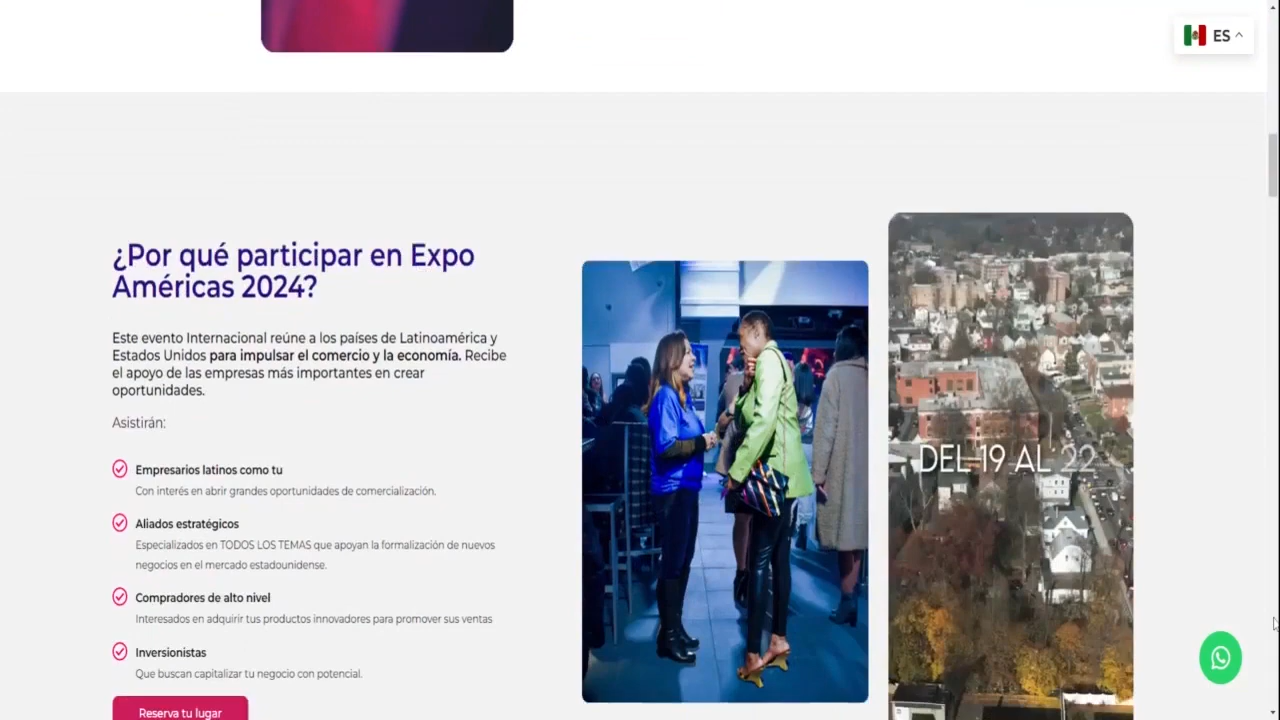 ES
¿Por qué participar en Expo
Américas 2024?
Este evento Internacional reúne a los países de Latinoamérica y
Estados Unidos para impulsar el comercio y la economía. Recibe
el apoyo de las empresas más importantes en crear
oportunidades.
Asistirán:
Empresarios latinos como tu
Con interés en abrir grandes oportunidades de comercialización.
Aliados estratégicos
Especializados en TODOS LOS TEMAS que apoyan la formalización de nuevos
negocios en el mercado estadounidense.
Compradores de alto nivel
Interesados en adquirir tus productos innovadores para promover sus ventas
Inversionistas
Que buscan capitalizar tu negocio con potencial.
Reserva tu lugar
DEL 19 AL 22